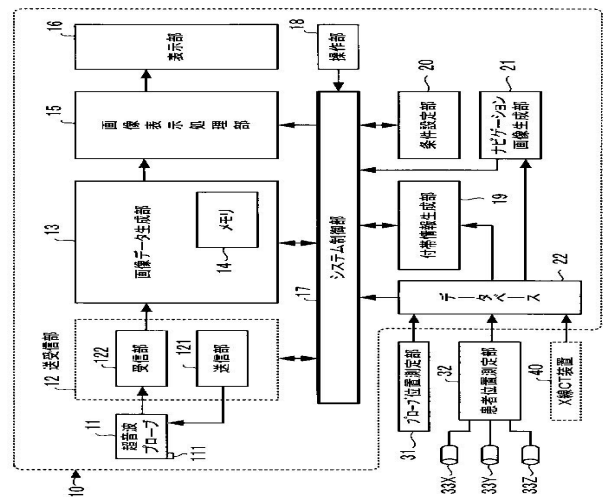 10
11
超音波
プローブ
111
12 送受信部
122
受信部
121
送信部
13
画像データ生成部
14
メモリ
15
画像表示処理部
16
表示部
17
システム制御部
18
操作部
19
付帯情報生成部
20
条件設定部
21
ナビゲーション
画像生成部
22
データベース
31
プローブ位置測定部
32
患者位置測定部
33X
33Y
33Z
40
X線CT装置